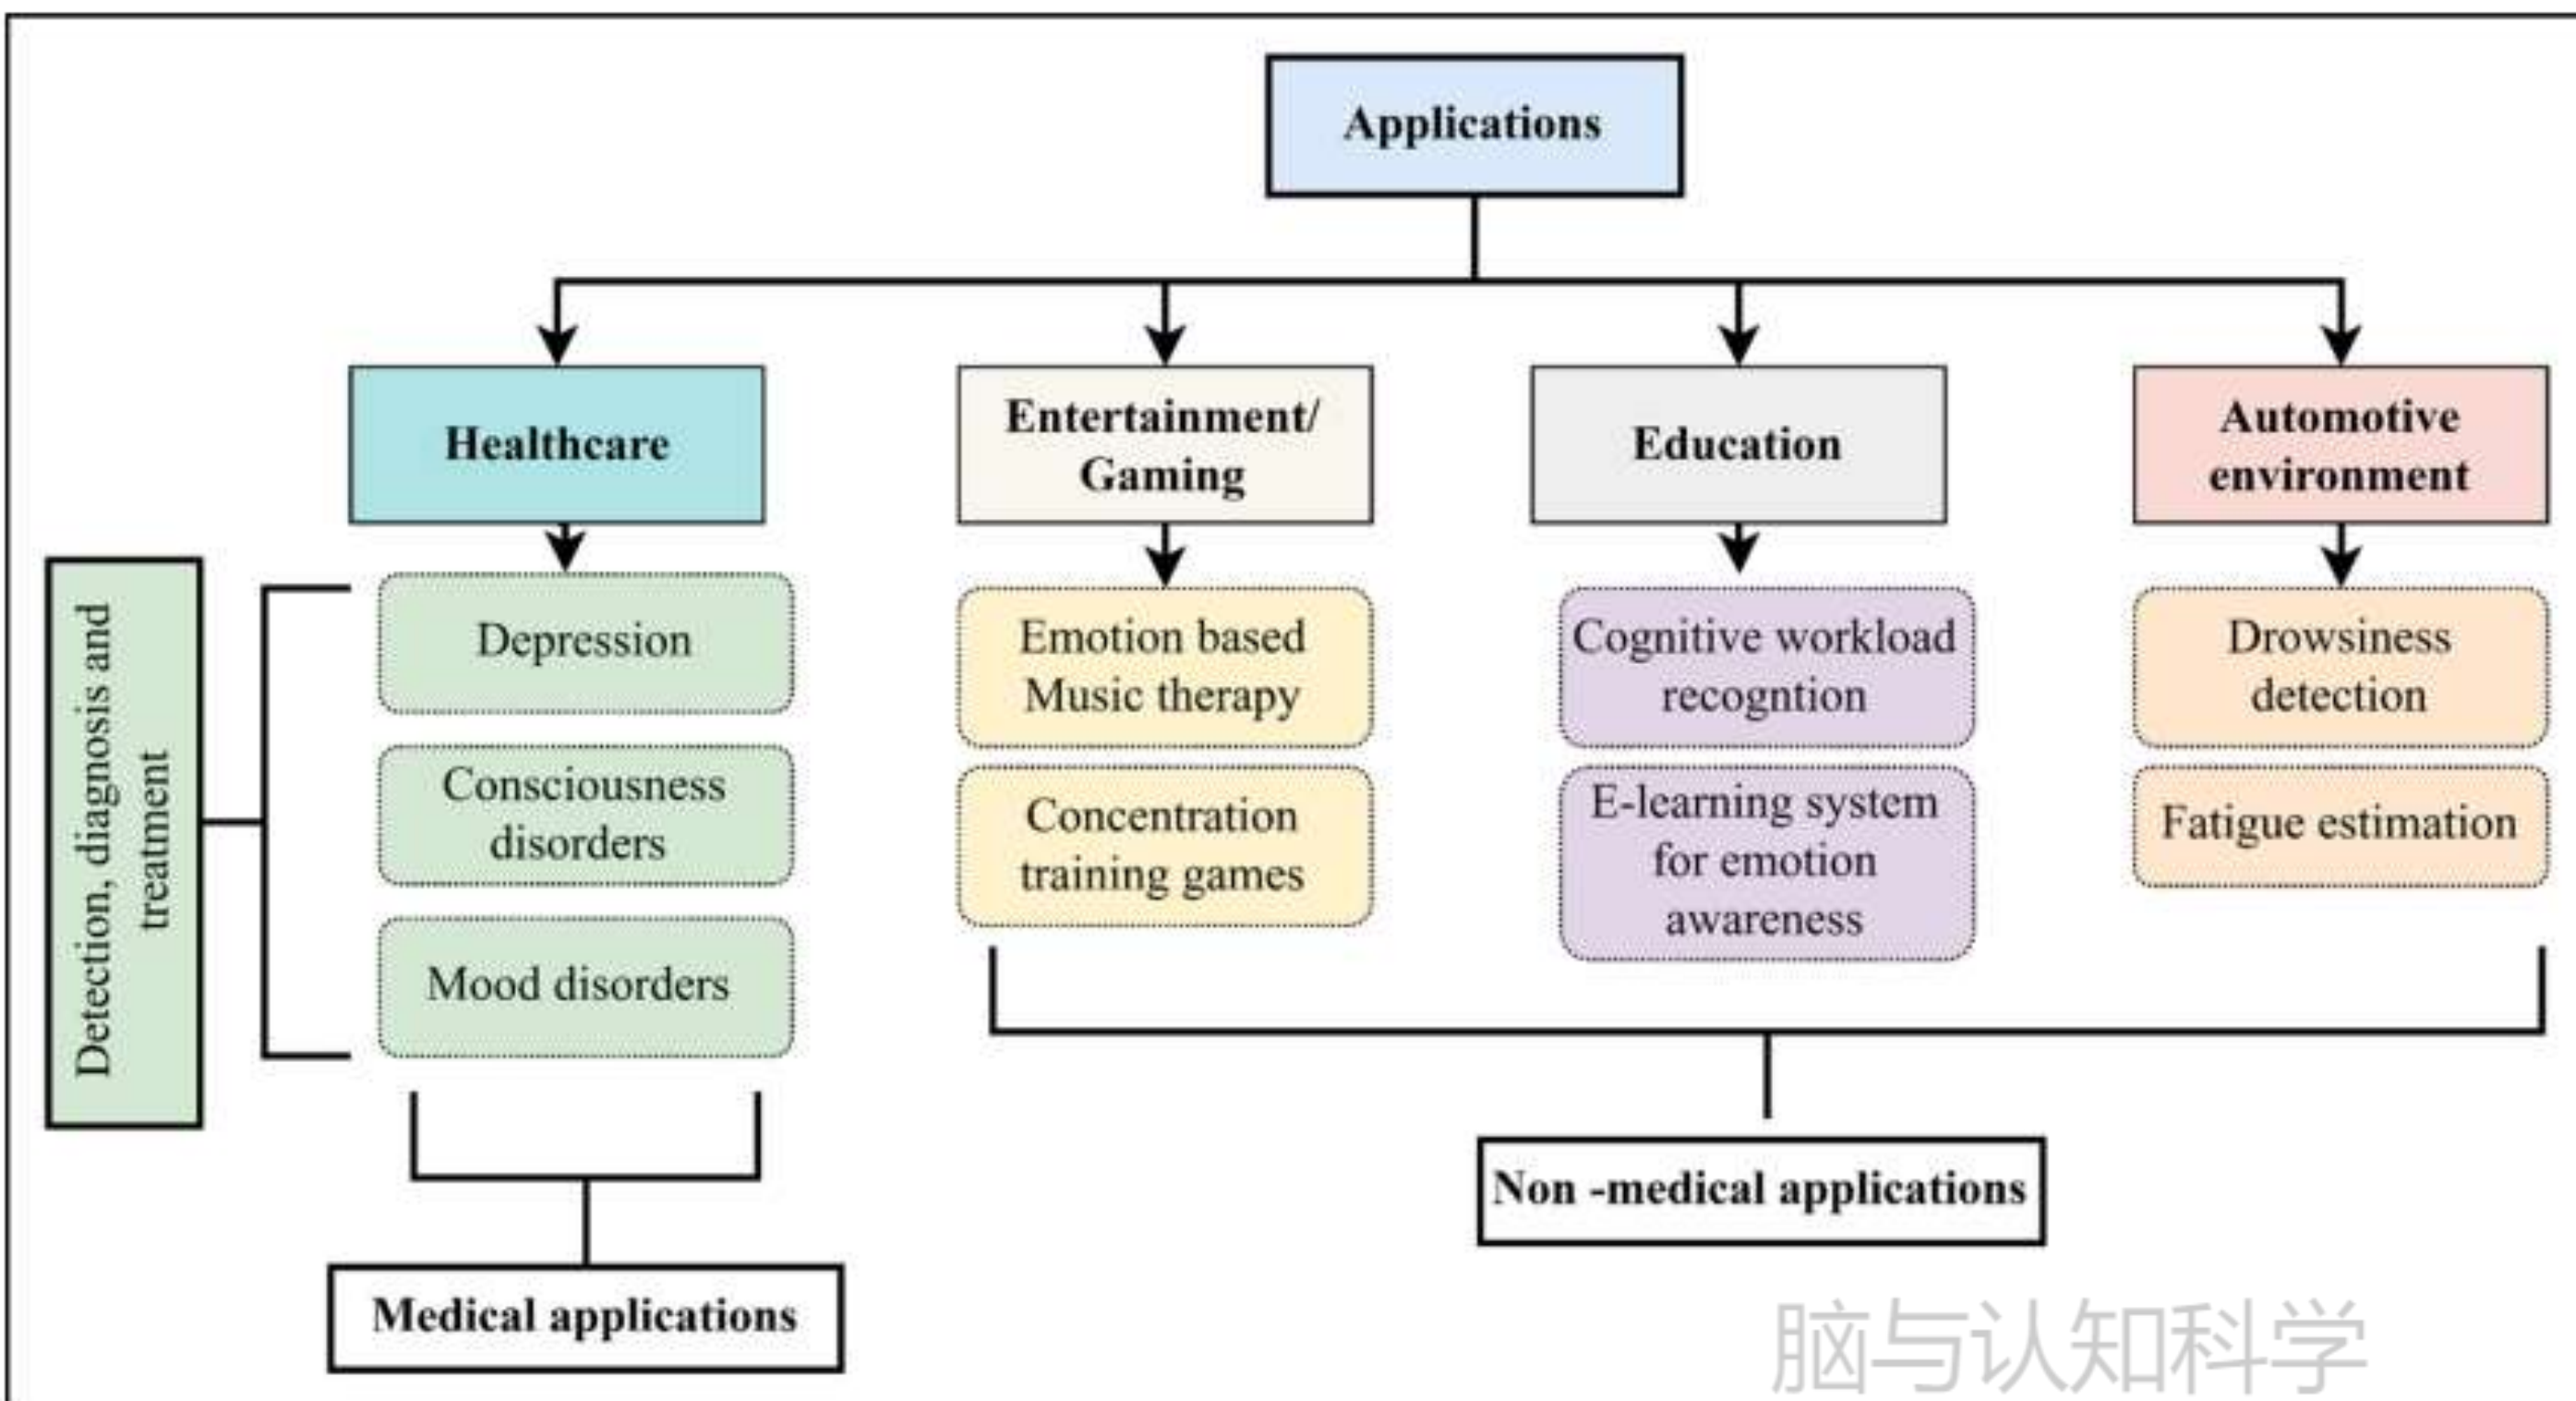 Applications
Healthcare
Entertainment/
Gaming
Education
Automotive
environment
Detection, diagnosis and
treatment
Depression
Consciousness
disorders
Mood disorders
Emotion based
Music therapy
Concentration
training games
Cognitive workload
recogntion
E-learning system
for emotion
awareness
Drowsiness
detection
Fatigue estimation
Medical applications
Non -medical applications
脑与认知科学